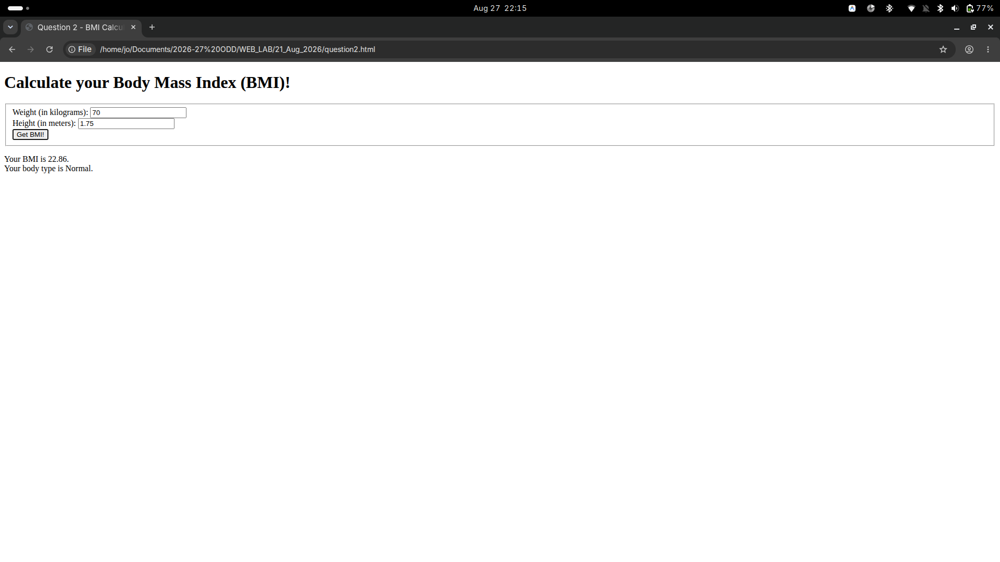 Aug 27 22:15
77%
Question 2 - BMI Calcu
File /home/jo/Documents/2026-27%20ODD/WEB_LAB/21_Aug_2026/question2.html
Calculate your Body Mass Index (BMI)!
Weight (in kilograms): 70
Height (in meters): 1.75
Get BMI!
Your BMI is 22.86.
Your body type is Normal.